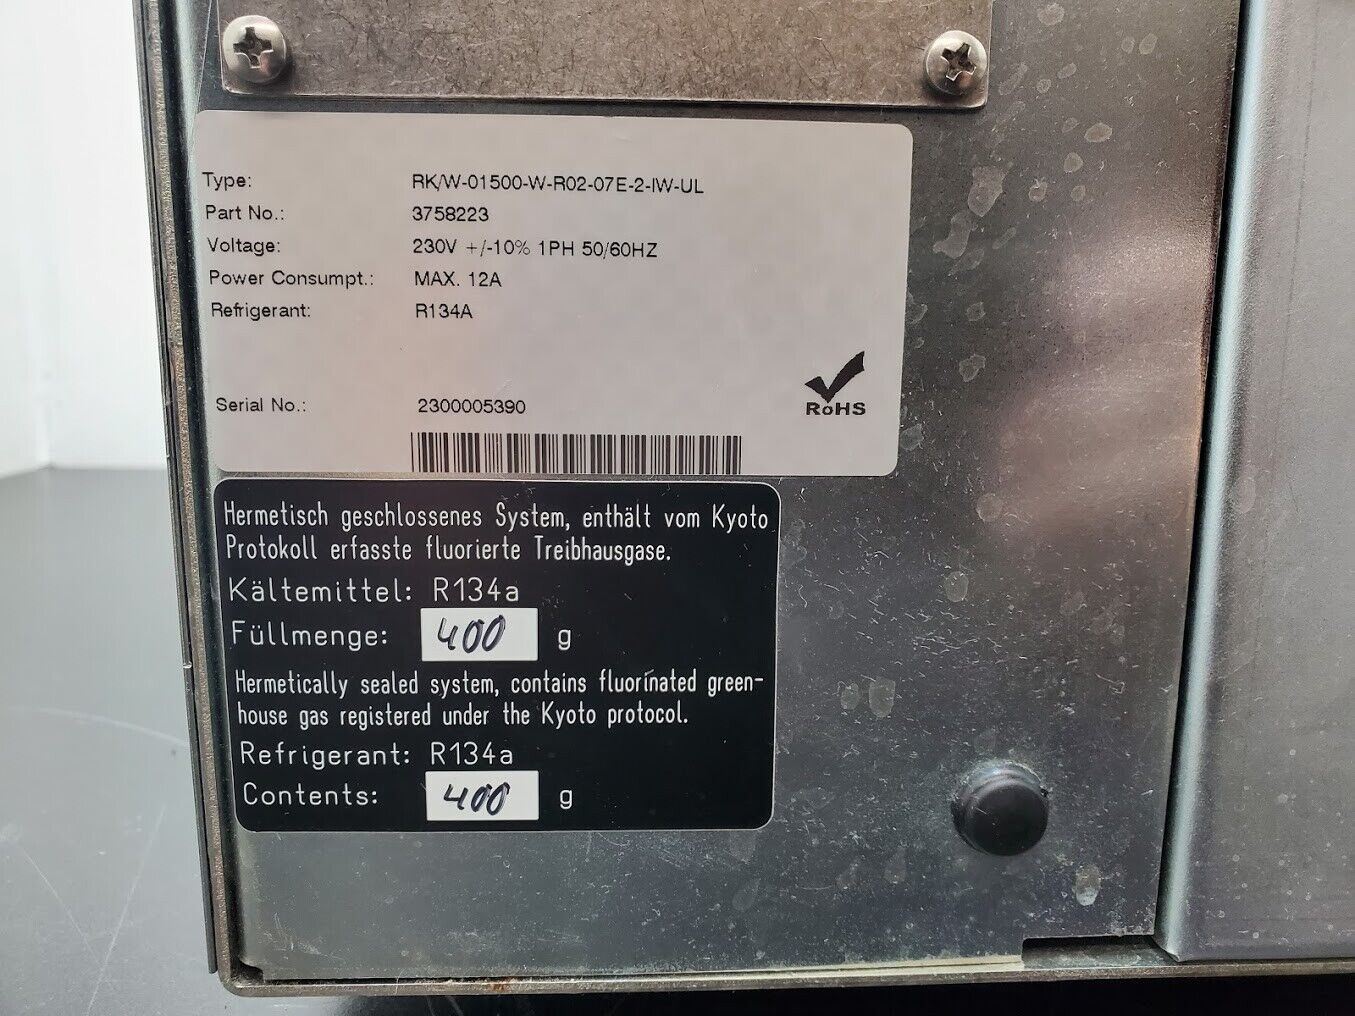 Type: RK/W-01500-W-R02-07E-2-IW-UL
Part No.: 3758223
Voltage: 230V +/-10% 1PH 50/60HZ
Power Consumpt.: MAX. 12A
Refrigerant: R134A
Serial No.: 2300005390
RoHS
Hermetisch geschlossenes System, enthält vom Kyoto
Protokoll erfasste fluorierte Treibhausgase.
Kältemittel: R134a
Füllmenge: 400 g
Hermetically sealed system, contains fluorinated green-
house gas registered under the Kyoto protocol.
Refrigerant: R134a
Contents: 400 g